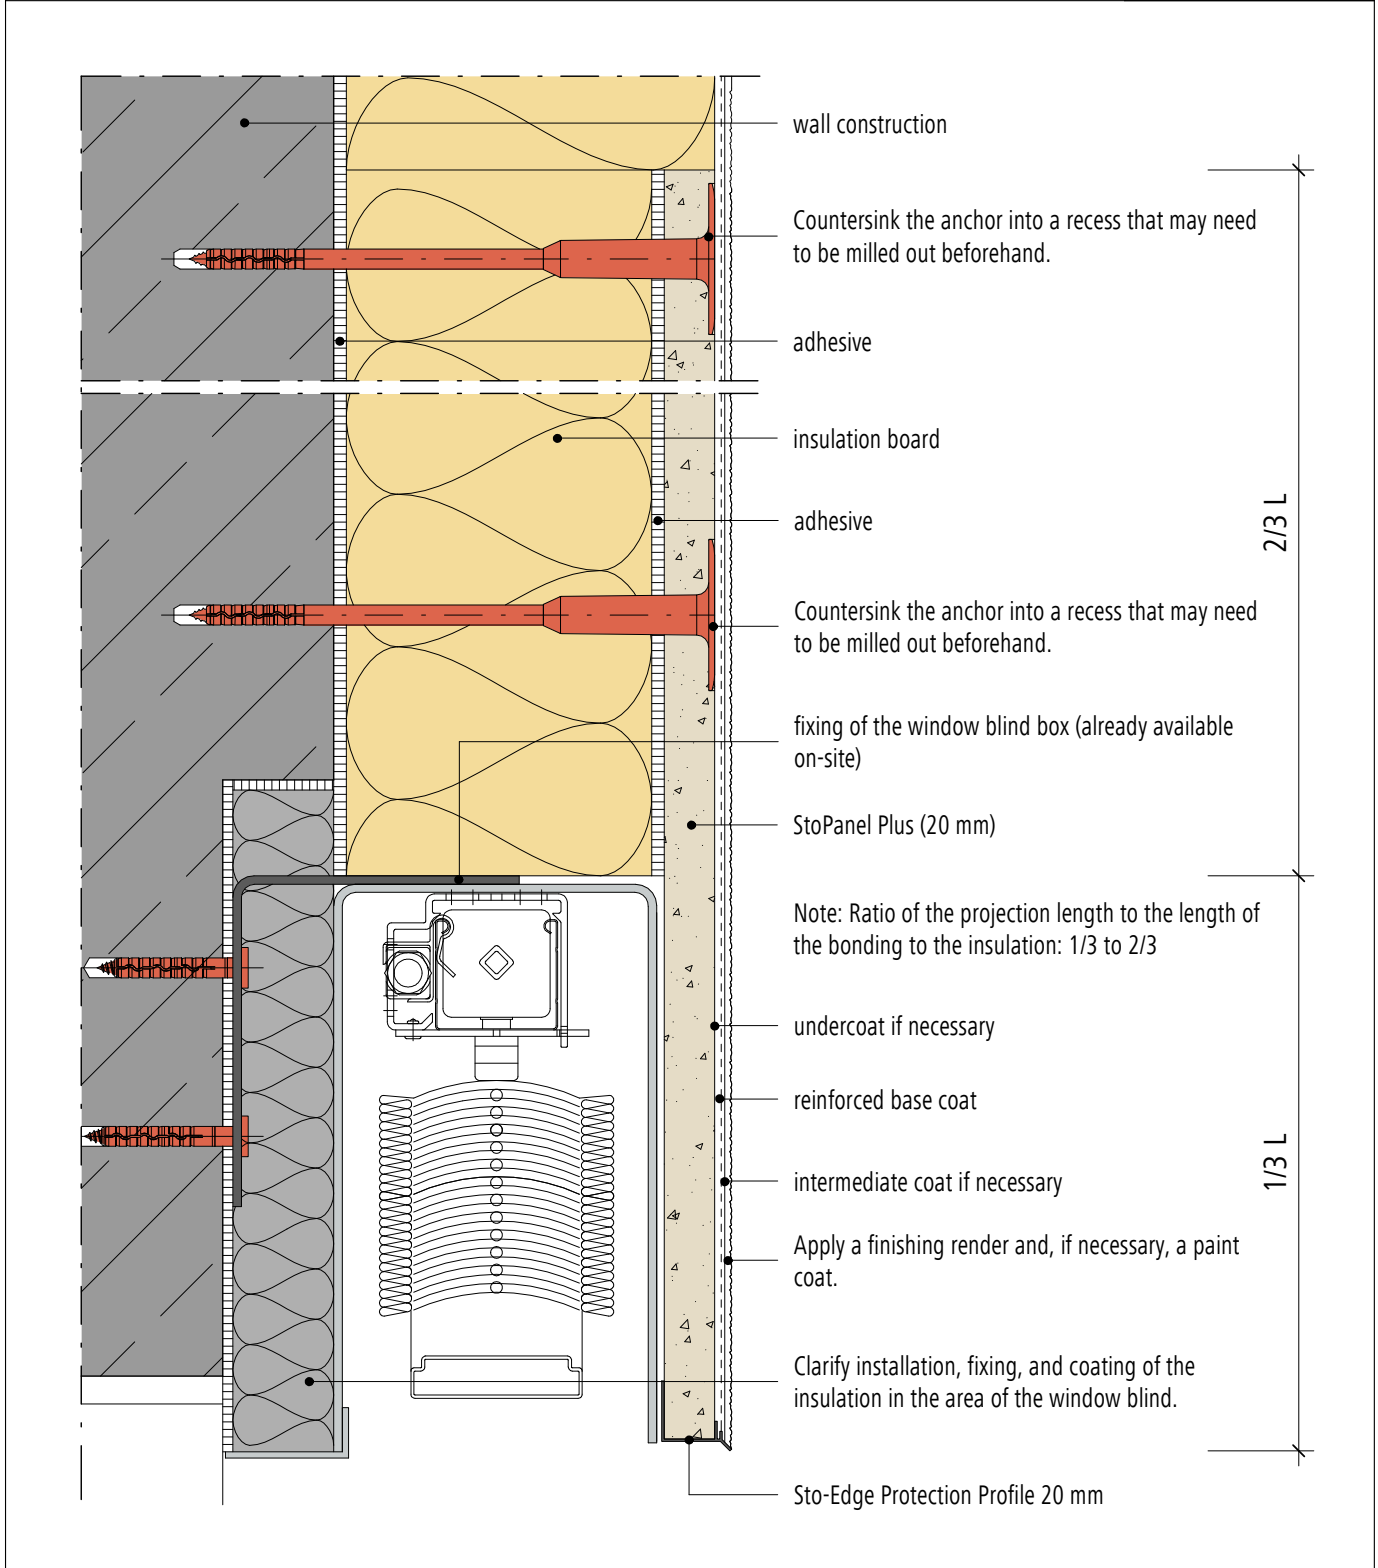 wall construction
Countersink the anchor into a recess that may need
to be milled out beforehand.
adhesive
insulation board
adhesive
2/3 L
Countersink the anchor into a recess that may need
to be milled out beforehand.
fixing of the window blind box (already available
on-site)
StoPanel Plus (20 mm)
Note: Ratio of the projection length to the length of
the bonding to the insulation: 1/3 to 2/3
undercoat if necessary
reinforced base coat
1/3 L
intermediate coat if necessary
Apply a finishing render and, if necessary, a paint
coat.
Clarify installation, fixing, and coating of the
insulation in the area of the window blind.
Sto-Edge Protection Profile 20 mm